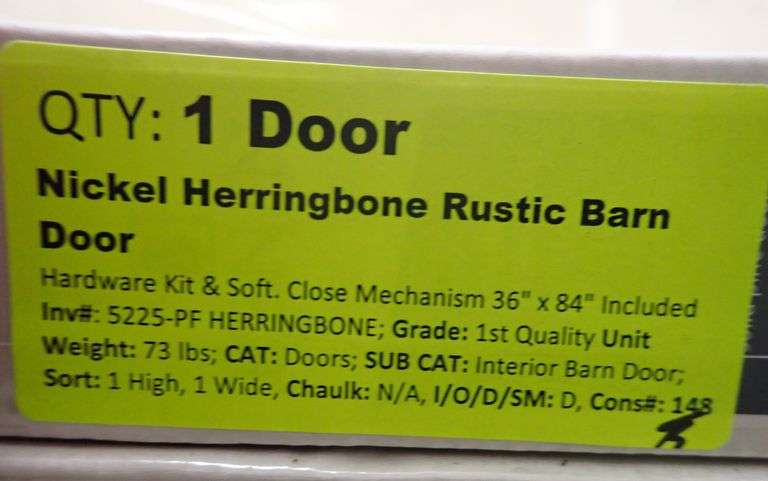 QTY: 1 Door
Nickel Herringbone Rustic Barn
Door
Hardware Kit & Soft. Close Mechanism 36" x 84" Included
Inv#: 5225-PF HERRINGBONE; Grade: 1st Quality Unit
Weight: 73 lbs; CAT: Doors; SUB CAT: Interior Barn Door;
Sort: 1 High, 1 Wide, Chaulk: N/A, I/O/D/SM: D, Cons#: 148